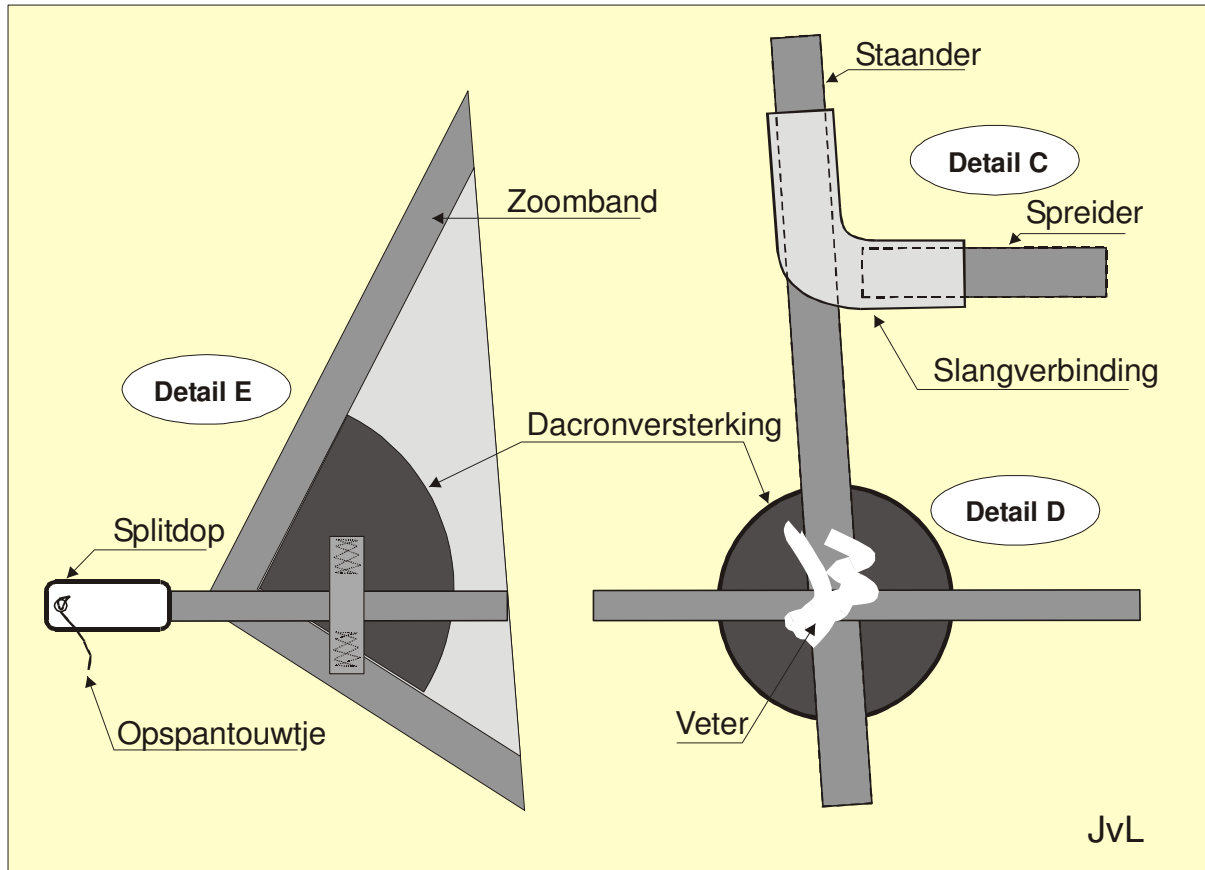 Staander
Detail C
Zoomband
Spreider
Slangverbinding
Detail E
Dacronversterking
Detail D
Splitdop
Veter
Opspantouwtje
JvL